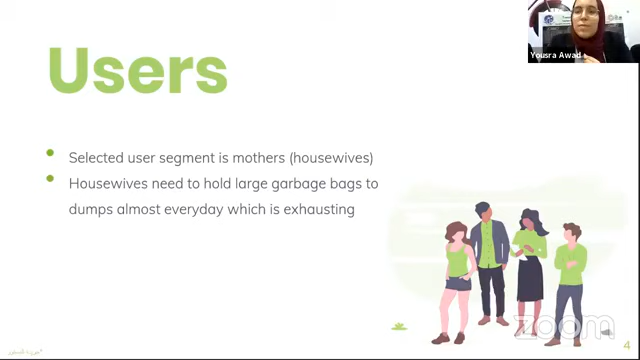 Users
Yousra Awad
• Selected user segment is mothers (housewives)
• Housewives need to hold large garbage bags to
dumps almost everyday which is exhausting
zoom
4